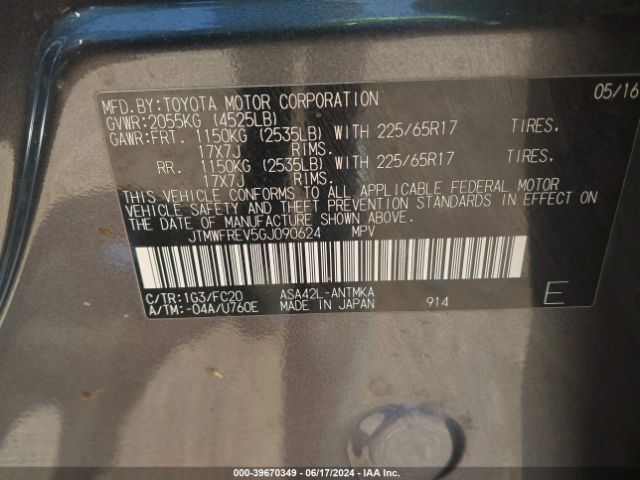 MFD.BY:TOYOTA MOTOR CORPORATION 05/16
GVWR:2055KG (4525LB)
GAWR:FRT. 1150KG (2535LB) WITH 225/65R17 TIRES.
17X7J RIMS.
RR. 1150KG (2535LB) WITH 225/65R17 TIRES.
17X7J RIMS.
THIS VEHICLE CONFORMS TO ALL APPLICABLE FEDERAL MOTOR
VEHICLE SAFETY AND THEFT PREVENTION STANDARDS IN EFFECT ON
THE DATE OF MANUFACTURE SHOWN ABOVE.
JTMWFREV5GJ090624 MPV
C/TR:1G3/FC20 ASA42L-ANTMKA
A/TM:-04A/U760E MADE IN JAPAN 914 E
000-39670349 | 06/17/2024 | IAA Inc.